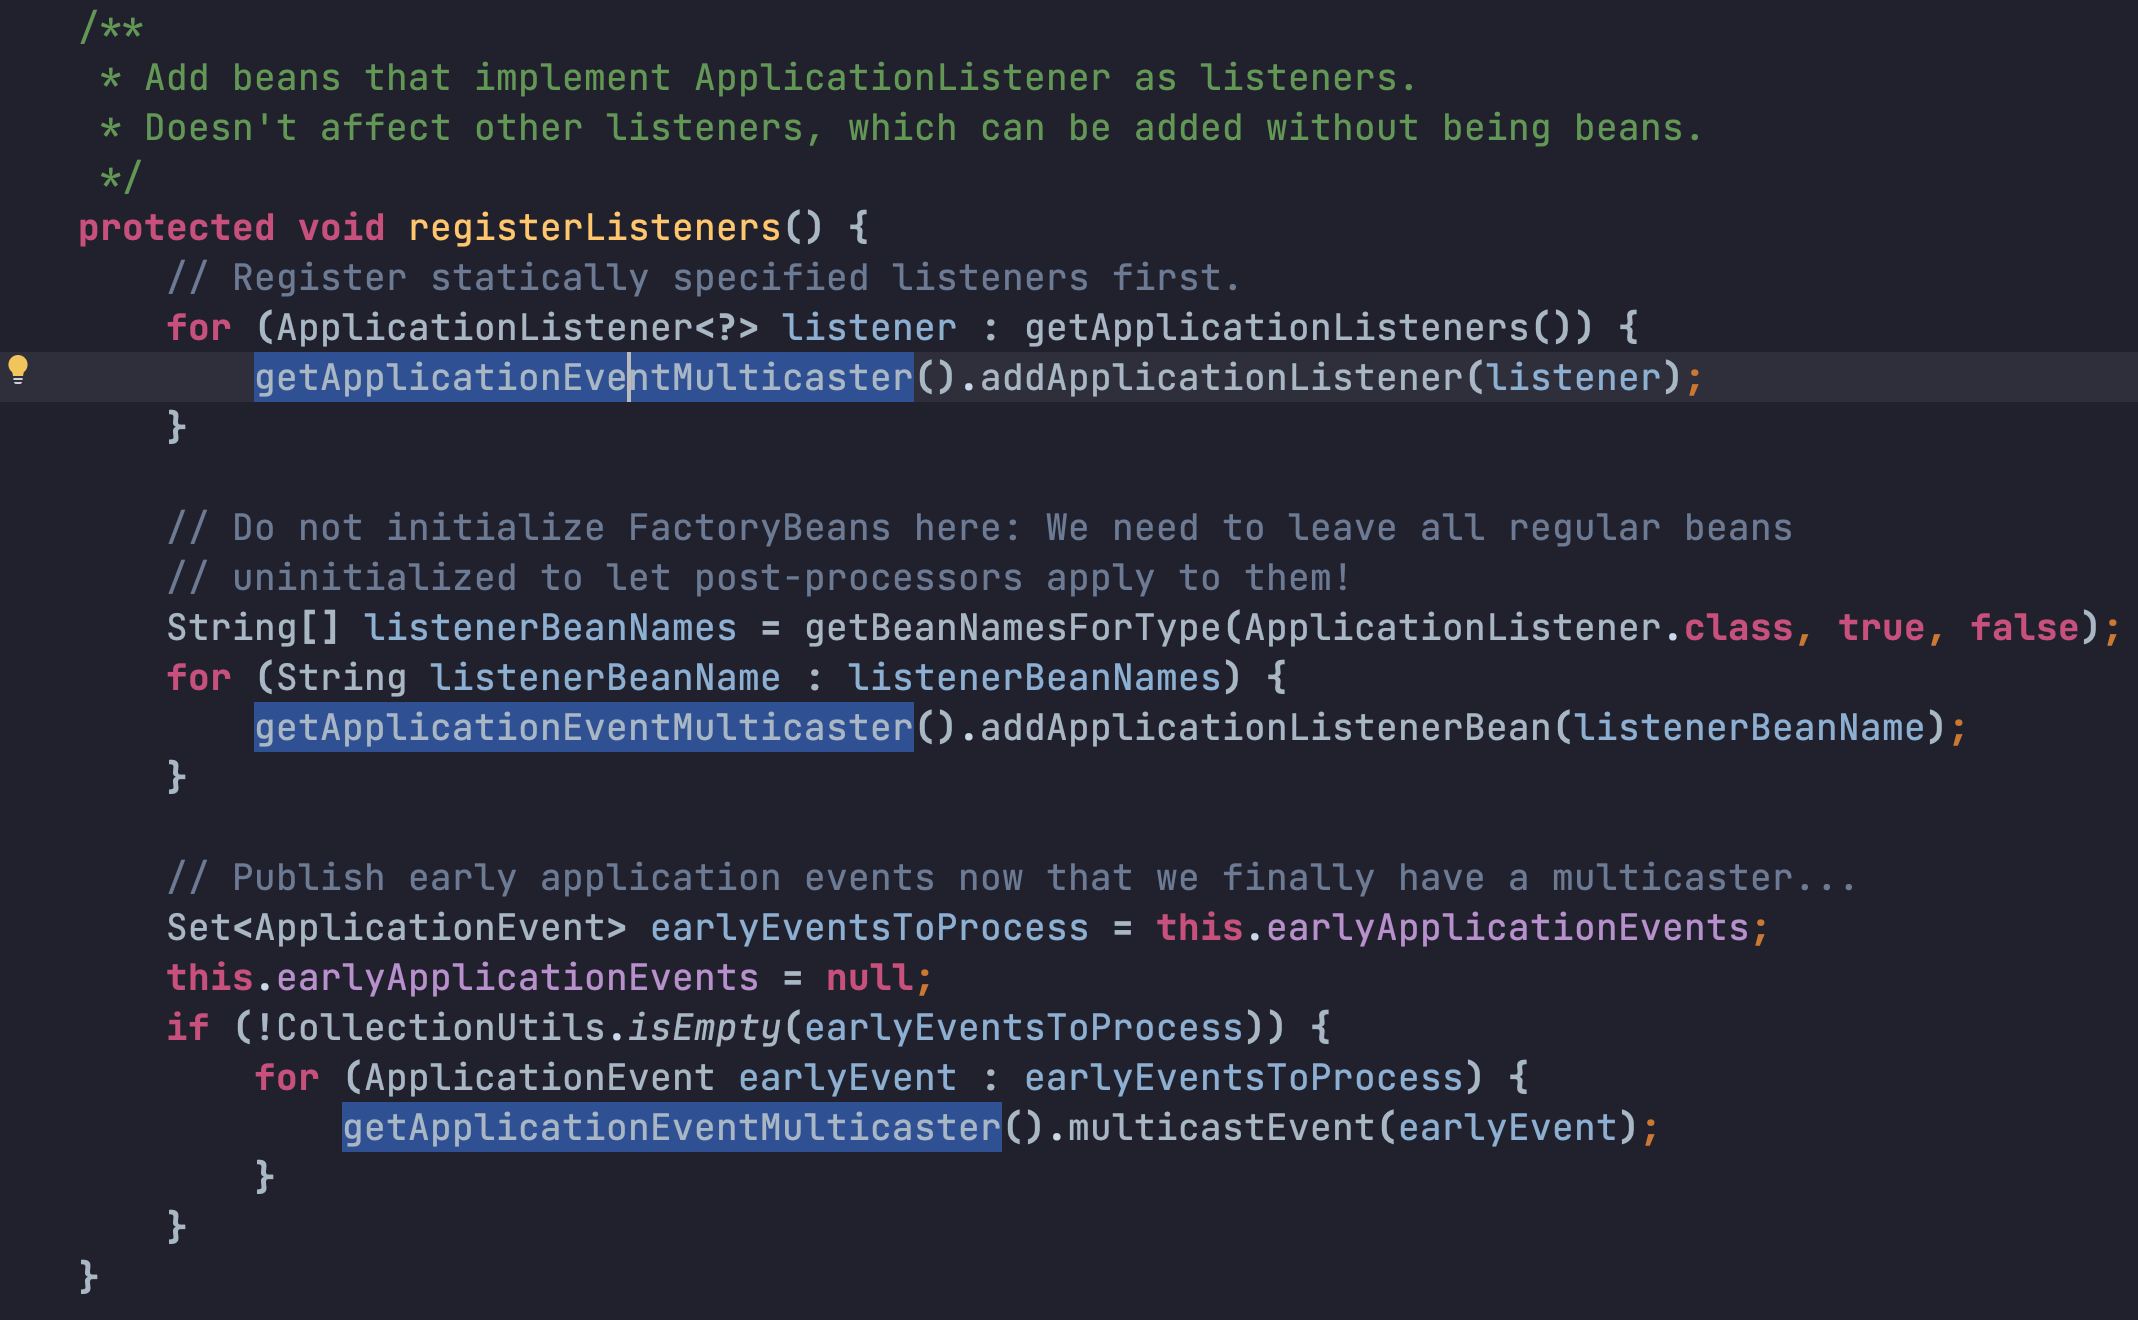 /**
 * Add beans that implement ApplicationListener as listeners.
 * Doesn't affect other listeners, which can be added without being beans.
 */
protected void registerListeners() {
    // Register statically specified listeners first.
    for (ApplicationListener<?> listener : getApplicationListeners()) {
        getApplicationEventMulticaster().addApplicationListener(listener);
    }

    // Do not initialize FactoryBeans here: We need to leave all regular beans
    // uninitialized to let post-processors apply to them!
    String[] listenerBeanNames = getBeanNamesForType(ApplicationListener.class, true, false);
    for (String listenerBeanName : listenerBeanNames) {
        getApplicationEventMulticaster().addApplicationListenerBean(listenerBeanName);
    }

    // Publish early application events now that we finally have a multicaster...
    Set<ApplicationEvent> earlyEventsToProcess = this.earlyApplicationEvents;
    this.earlyApplicationEvents = null;
    if (!CollectionUtils.isEmpty(earlyEventsToProcess)) {
        for (ApplicationEvent earlyEvent : earlyEventsToProcess) {
            getApplicationEventMulticaster().multicastEvent(earlyEvent);
        }
    }
}